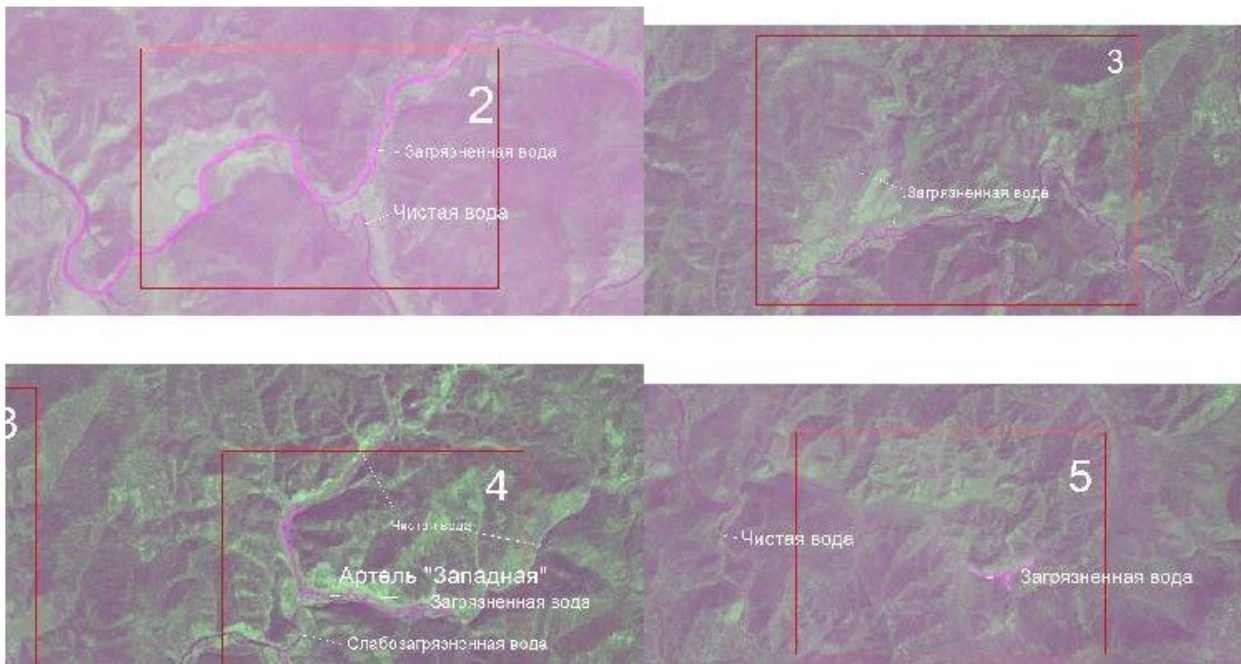 2
Загрязненная вода
Чистая вода
3
Загрязненная вода
3
4
Чистая вода
Артель "Западная"
Загрязненная вода
Слабозагрязненная вода
5
Чистая вода
Загрязненная вода